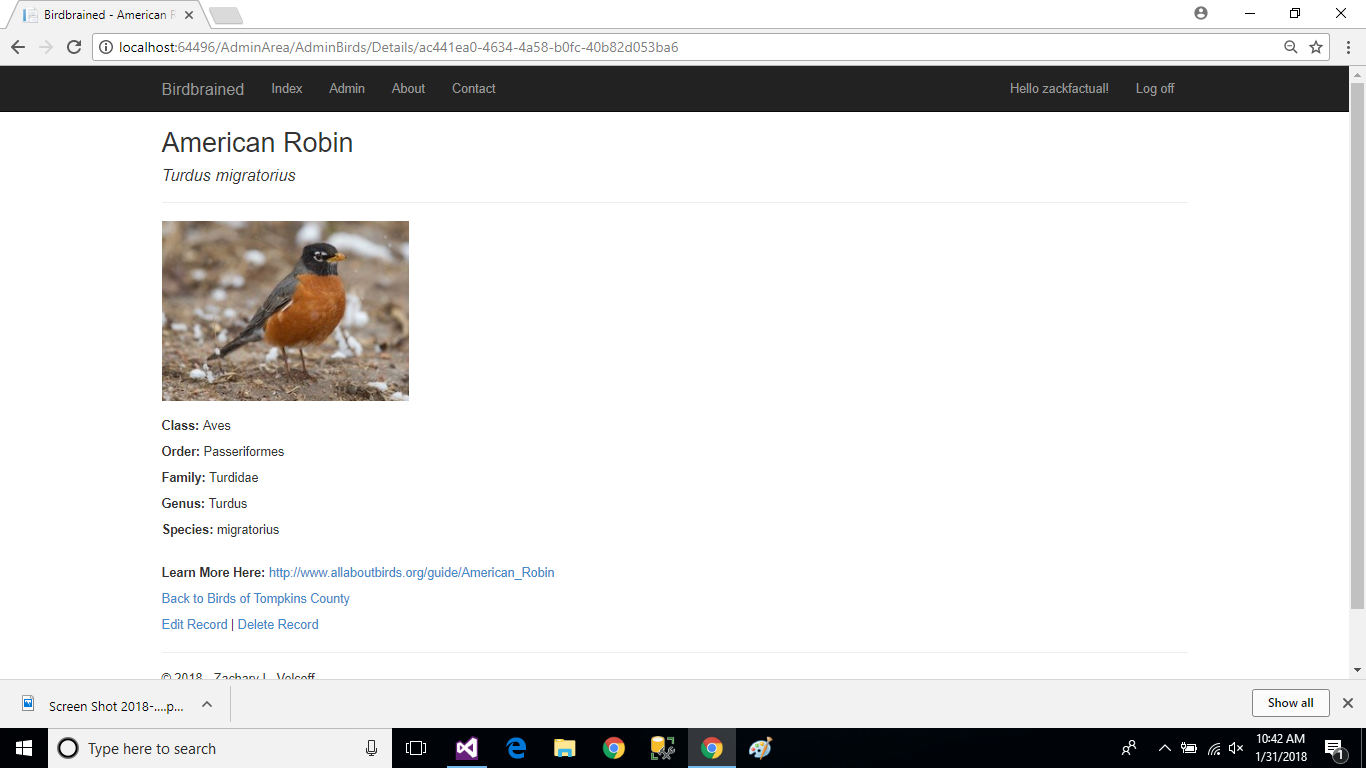 Birdbrained - American R
localhost:64496/AdminArea/AdminBirds/Details/ac441ea0-4634-4a58-b0fc-40b82d053ba6
Birdbrained Index Admin About Contact Hello zackfactual! Log off
American Robin
Turdus migratorius
Class: Aves
Order: Passeriformes
Family: Turdidae
Genus: Turdus
Species: migratorius
Learn More Here: http://www.allaboutbirds.org/guide/American_Robin
Back to Birds of Tompkins County
Edit Record | Delete Record
© 2018 - Zachary L. Volcoff
Screen Shot 2018-....p... Show all
Type here to search
10:42 AM
1/31/2018
1